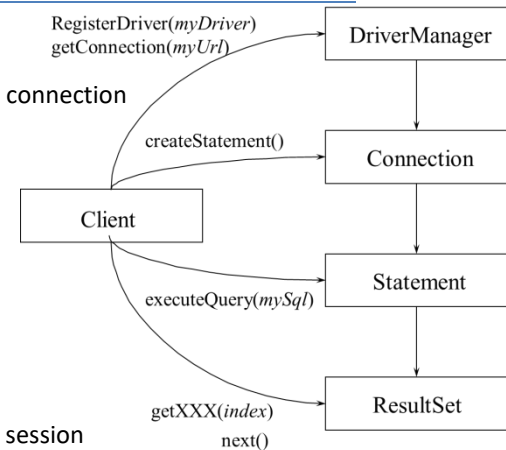 RegisterDriver(myDriver)
getConnection(myUrl)
DriverManager
connection
createStatement()
Connection
Client
Statement
executeQuery(mySql)
getXXX(index)
next()
ResultSet
session